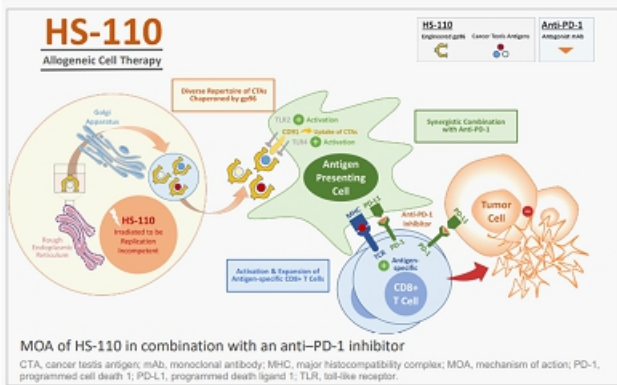 HS-110
Allogeneic Cell Therapy
HS-110
Engineered gp96
Cancer Testis Antigens
Anti-PD-1
Antagonist mAb
Diverse Repertoire of CTAs
Chaperoned by gp96
Golgi
Apparatus
TLR2 + Activation
CD91 Uptake of CTAs
TLR4 + Activation
Synergistic Combination
with Anti-PD-1
Antigen
Presenting
Cell
HS-110
Irradiated to be
Replication
Incompetent
Rough
Endoplasmic
Reticulum
MHC
PD-L1
Anti-PD-1
Inhibitor
PD-L1
Tumor
Cell
TCR
PD-1
PD-1
Activation & Expansion of
Antigen-specific CD8+ T Cells
+ Antigen-
specific
CD8+
T Cell
MOA of HS-110 in combination with an anti–PD-1 inhibitor
CTA, cancer testis antigen; mAb, monoclonal antibody; MHC, major histocompatibility complex; MOA, mechanism of action; PD-1,
programmed cell death 1; PD-L1, programmed death ligand 1; TLR, toll-like receptor.